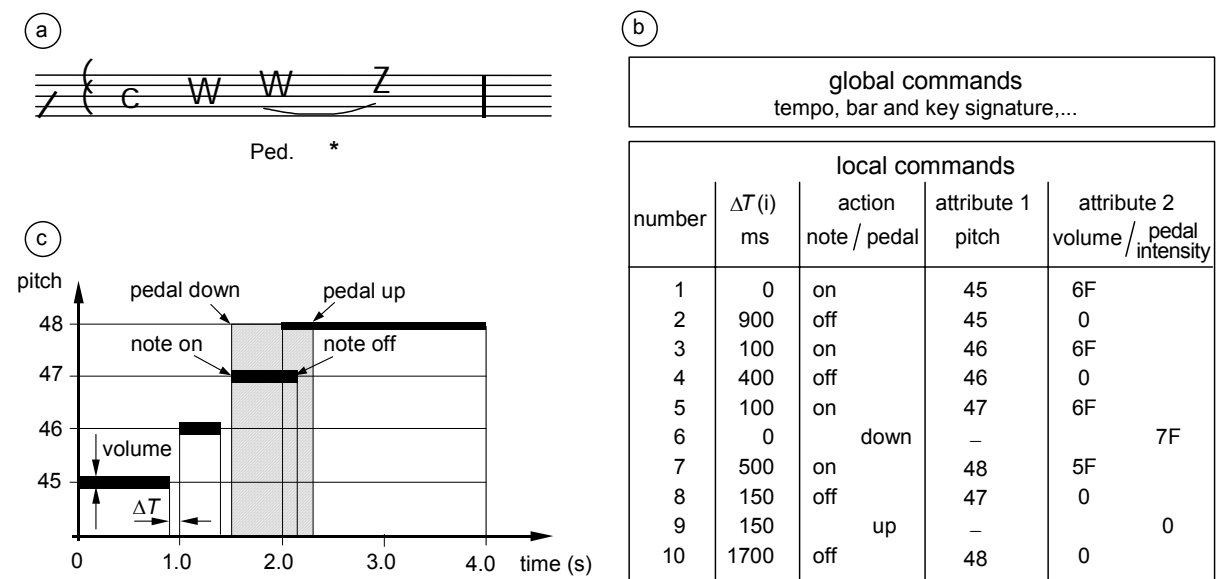 a
C W W Z
Ped. *
b
global commands
tempo, bar and key signature,...
local commands
number ΔT(i) ms action note / pedal attribute 1 pitch attribute 2 volume / pedal intensity
1 0 on 45 6F
2 900 off 45 0
3 100 on 46 6F
4 400 off 46 0
5 100 on 47 6F
6 0 down – 7F
7 500 on 48 5F
8 150 off 47 0
9 150 up – 0
10 1700 off 48 0
c
pitch
pedal down pedal up
48
note on note off
47
46
volume
45
ΔT
0 1.0 2.0 3.0 4.0 time (s)